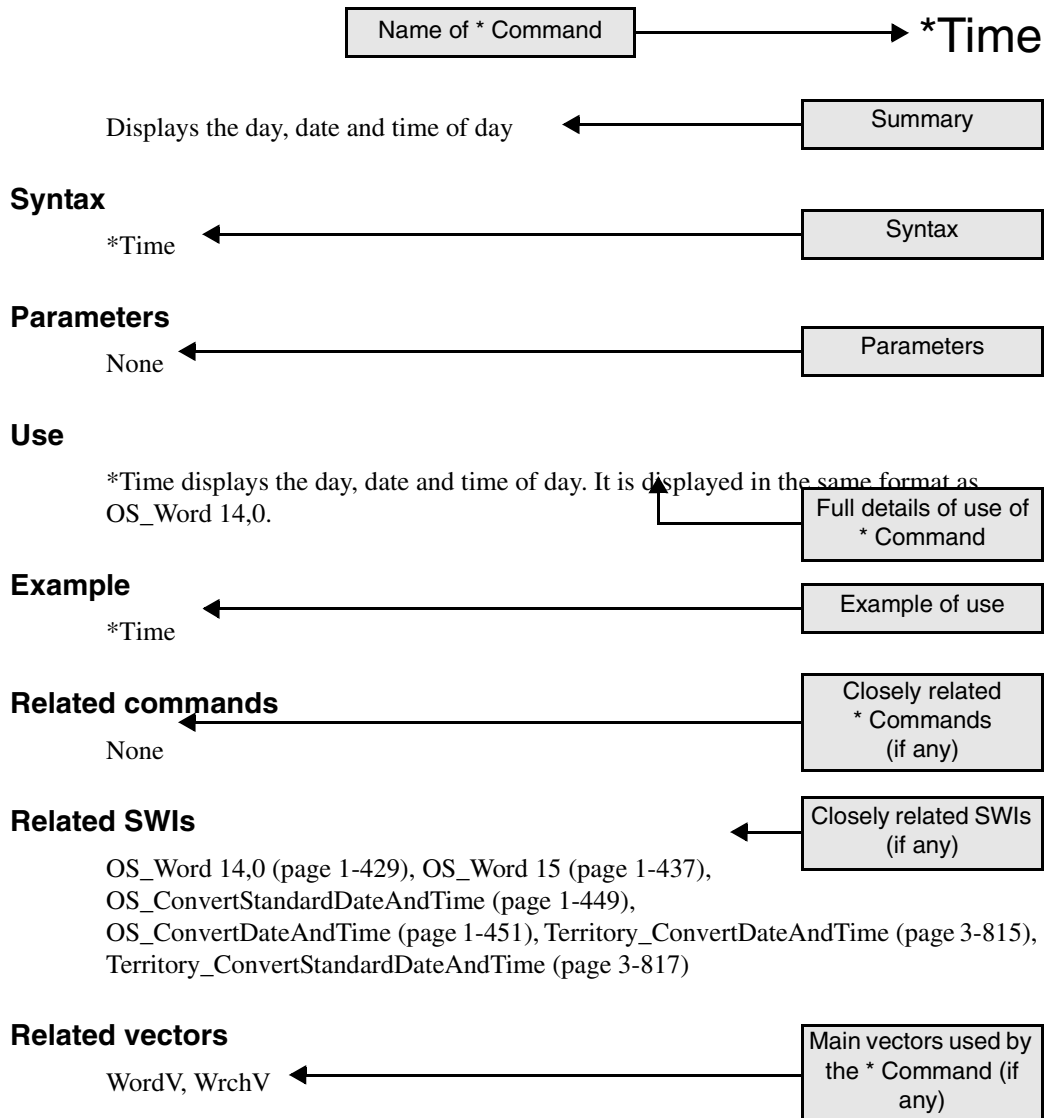 Name of * Command
*Time
Displays the day, date and time of day
Summary
Syntax
*Time
Syntax
Parameters
None
Parameters
Use
*Time displays the day, date and time of day. It is displayed in the same format as
OS_Word 14,0.
Full details of use of
* Command
Example
*Time
Example of use
Related commands
None
Closely related
* Commands
(if any)
Related SWIs
Closely related SWIs
(if any)
OS_Word 14,0 (page 1-429), OS_Word 15 (page 1-437),
OS_ConvertStandardDateAndTime (page 1-449),
OS_ConvertDateAndTime (page 1-451), Territory_ConvertDateAndTime (page 3-815),
Territory_ConvertStandardDateAndTime (page 3-817)
Related vectors
WordV, WrchV
Main vectors used by
the * Command (if
any)